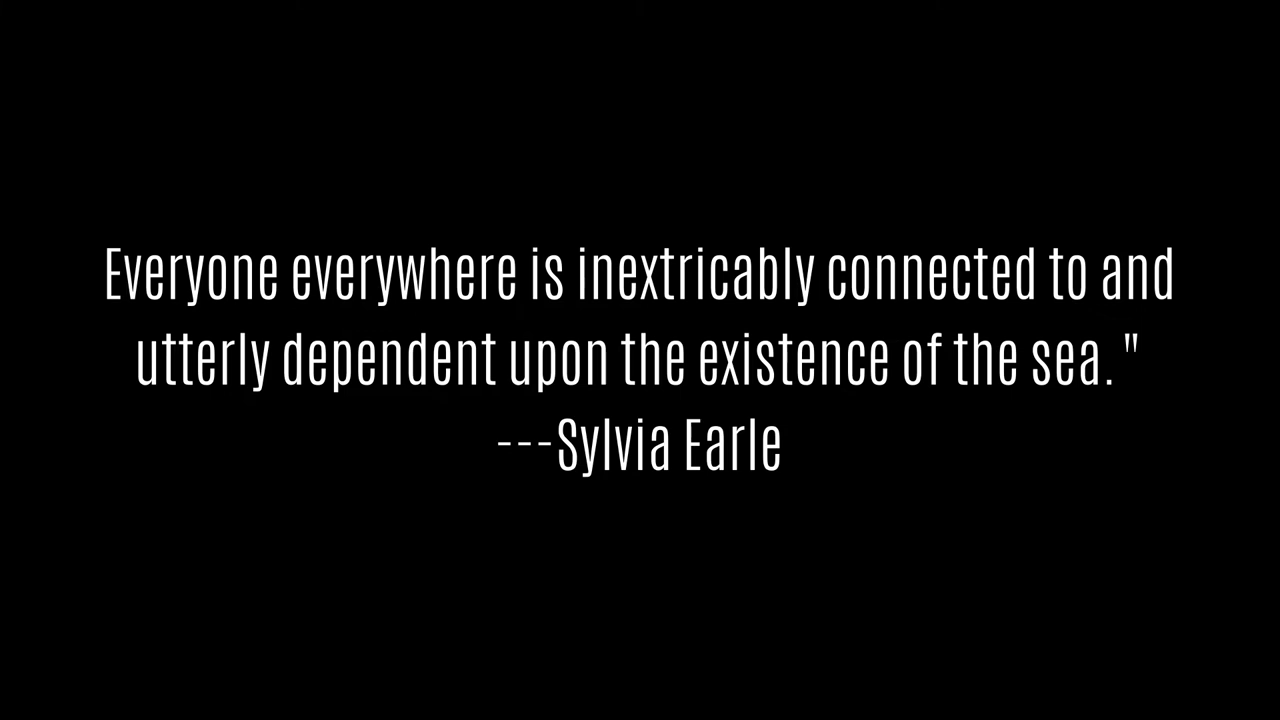 Everyone everywhere is inextricably connected to and
utterly dependent upon the existence of the sea. "
---Sylvia Earle